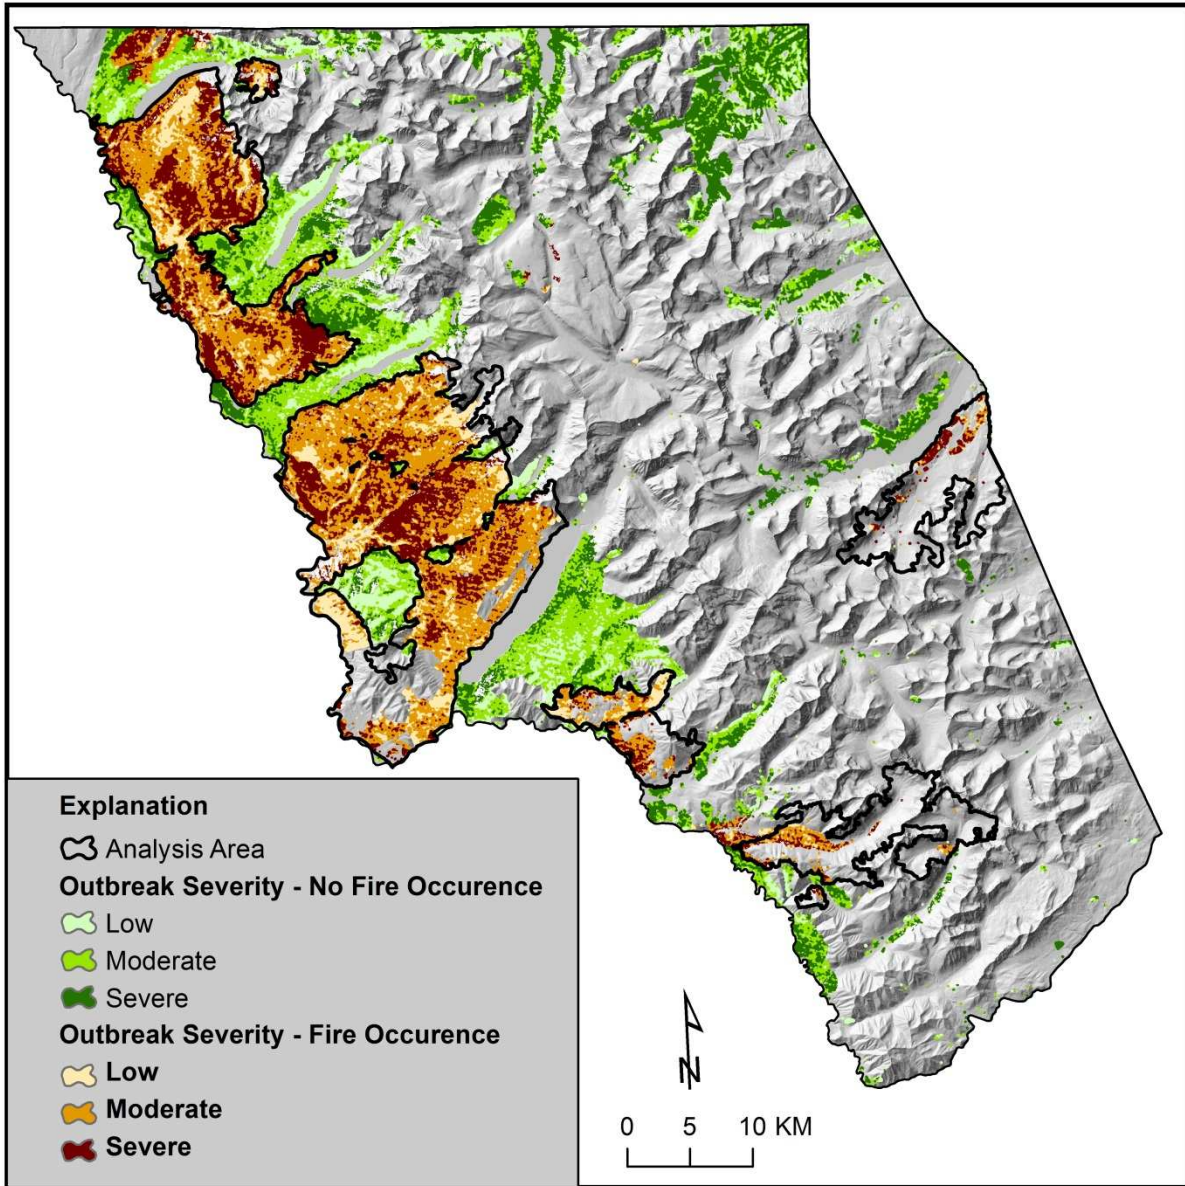 Explanation
Analysis Area
Outbreak Severity - No Fire Occurence
Low
Moderate
Severe
Outbreak Severity - Fire Occurence
Low
Moderate
Severe
N
0 5 10 KM